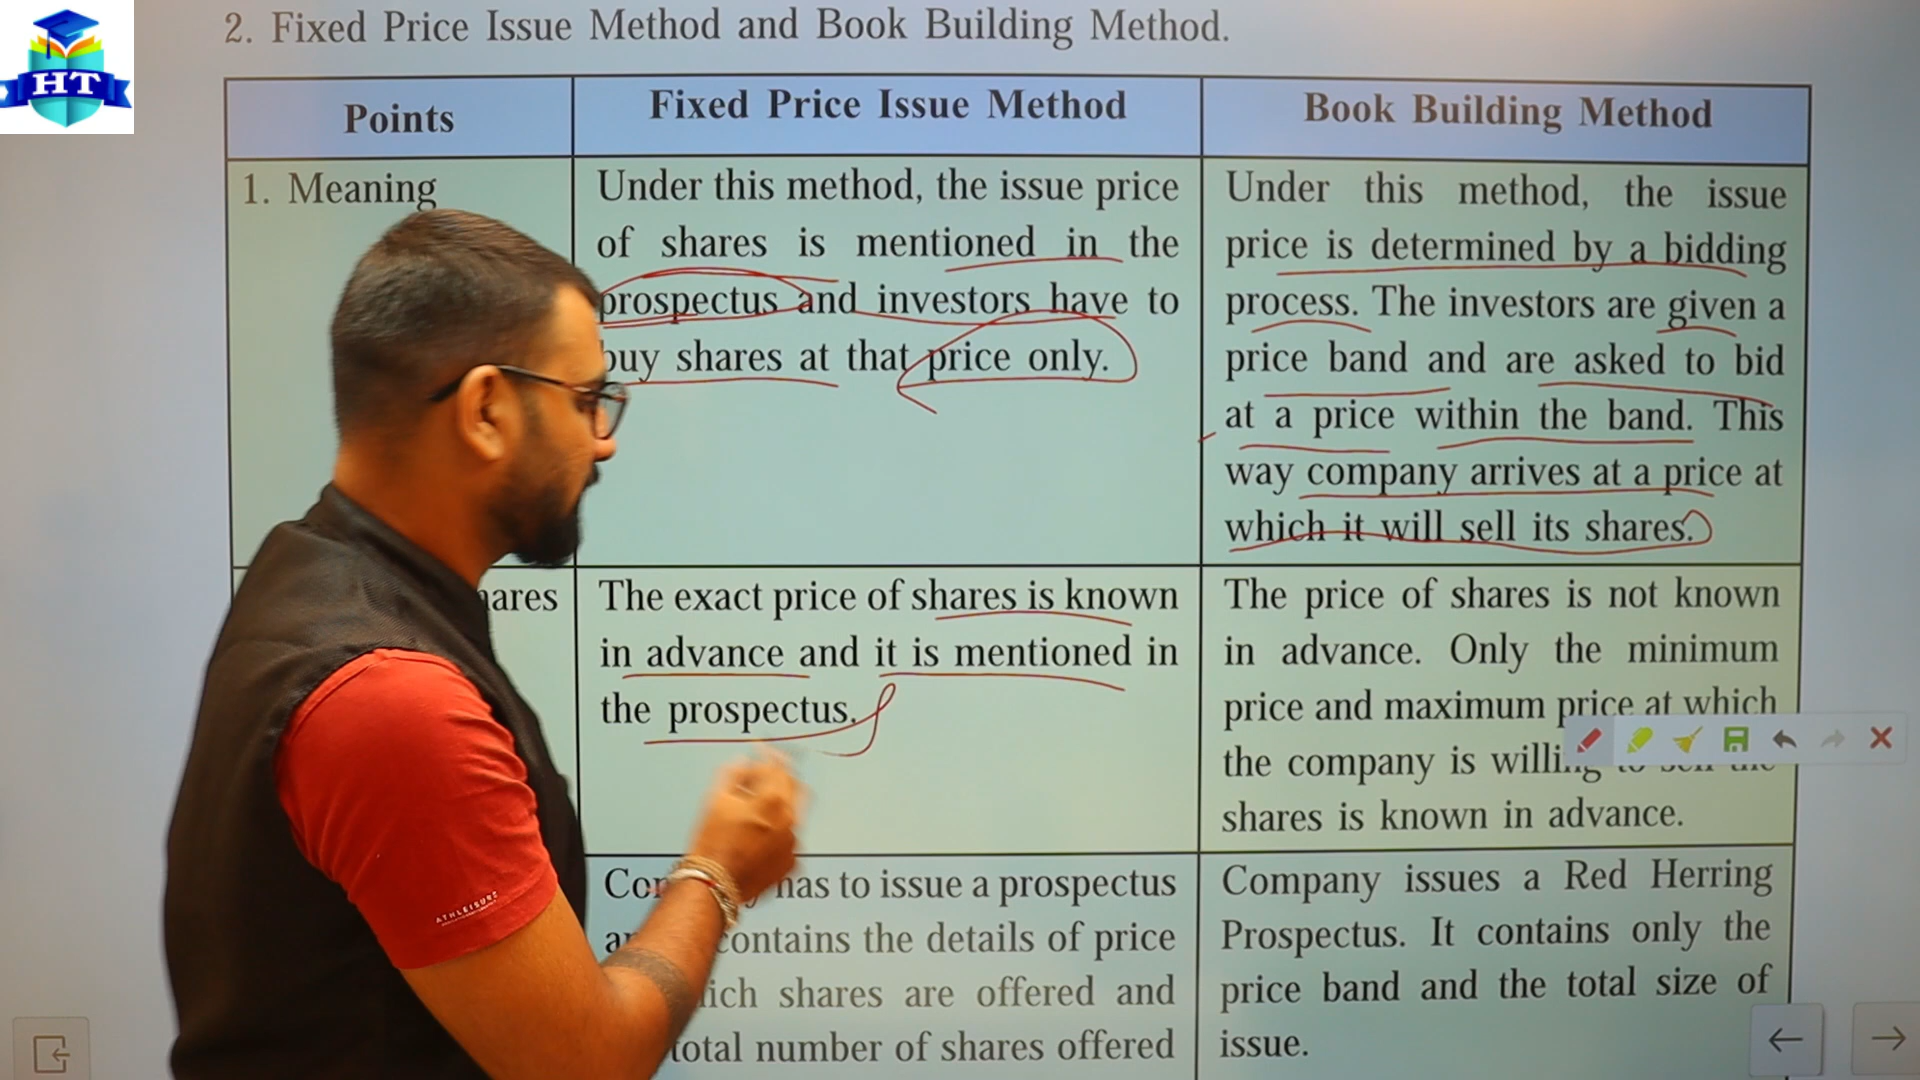 HT
2. Fixed Price Issue Method and Book Building Method.
Points
Fixed Price Issue Method
Book Building Method
1. Meaning
Under this method, the issue price
of shares is mentioned in the
prospectus and investors have to
buy shares at that price only.
Under this method, the issue
price is determined by a bidding
process. The investors are given a
price band and are asked to bid
at a price within the band. This
way company arrives at a price at
which it will sell its shares.
The exact price of shares is known
in advance and it is mentioned in
the prospectus.
The price of shares is not known
in advance. Only the minimum
price and maximum price at which
the company is
shares is known in advance.
has to issue a prospectus
contains the details of price
shares are offered and
total number of shares offered
Company issues a Red Herring
Prospectus. It contains only the
price band and the total size of
issue.
ATHLEISURE